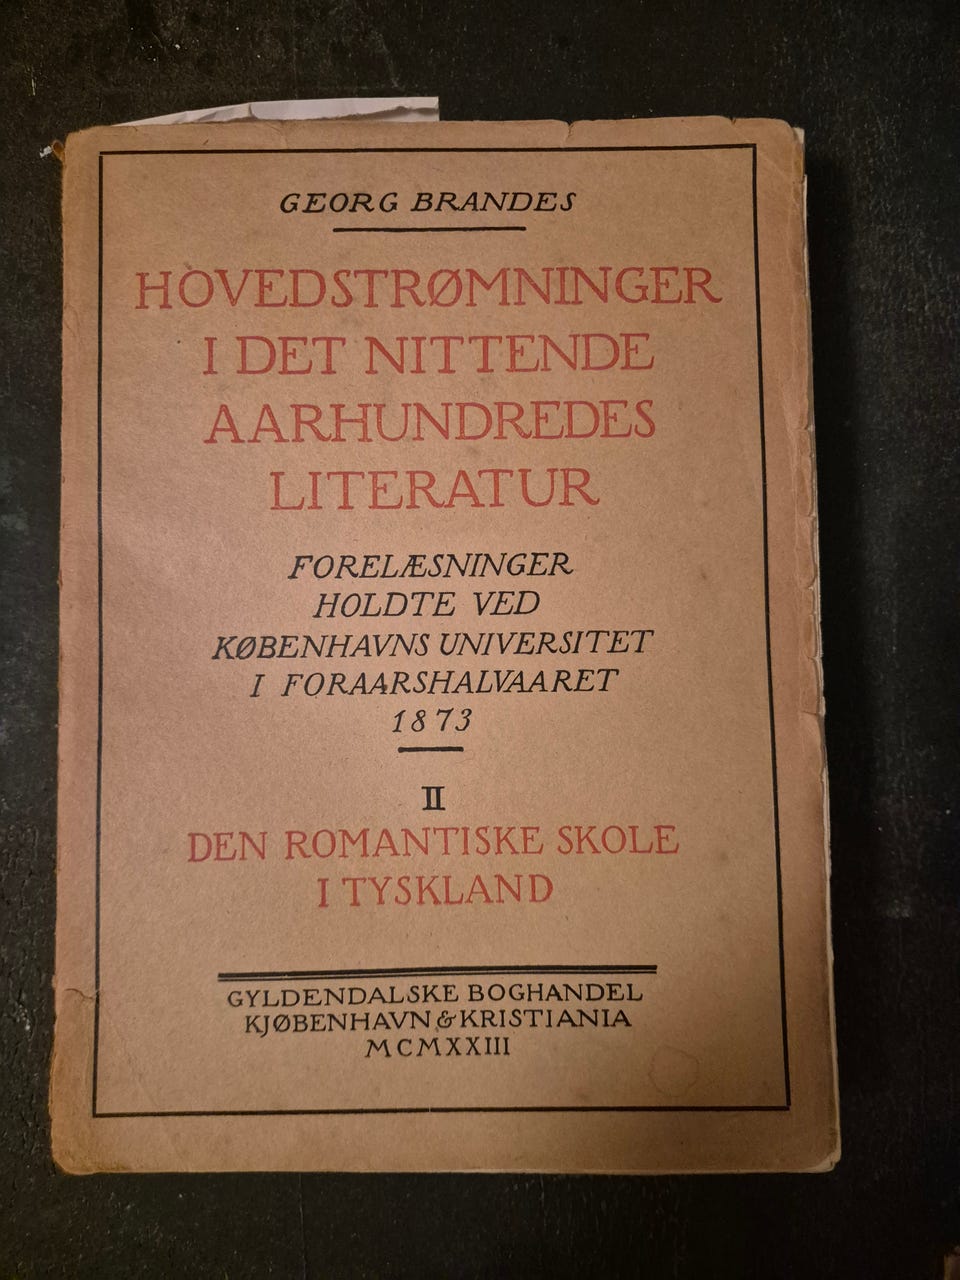 GEORG BRANDES
HOVEDSTRØMNINGER
I DET NITTENDE
AARHUNDREDES
LITERATUR
FORELÆSNINGER
HOLDTE VED
KØBENHAVNS UNIVERSITET
I FORAARSHALVAARET
1873
II
DEN ROMANTISKE SKOLE
I TYSKLAND
GYLDENDALSKE BOGHANDEL
KJØBENHAVN & KRISTIANIA
MCMXXIII